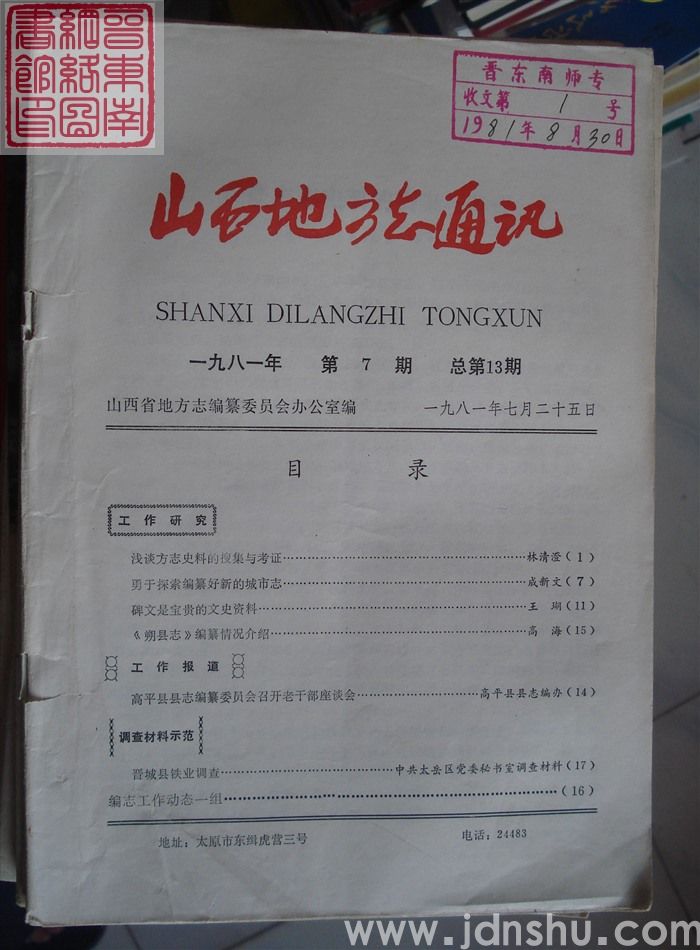 晋东南
网络图
书馆印
晋东南师专
收文第 1 号
1981年8月30日
山西地方志通讯
SHANXI DILANGZHI TONGXUN
一九八一年 第7期 总第13期
山西省地方志编纂委员会办公室编 一九八一年七月二十五日
目录
工作研究
浅谈方志史料的搜集与考证……林清澄(1)
勇于探索编纂好新的城市志……成新文(7)
碑文是宝贵的文史资料……王瑚(11)
《朔县志》编纂情况介绍……高海(15)
工作报道
高平县县志编纂委员会召开老干部座谈会……高平县县志编办(14)
调查材料示范
晋城县铁业调查……中共太岳区党委秘书室调查材料(17)
编志工作动态一组……(16)
地址：太原市东缉虎营三号 电话：24483
www.jdnshu.com